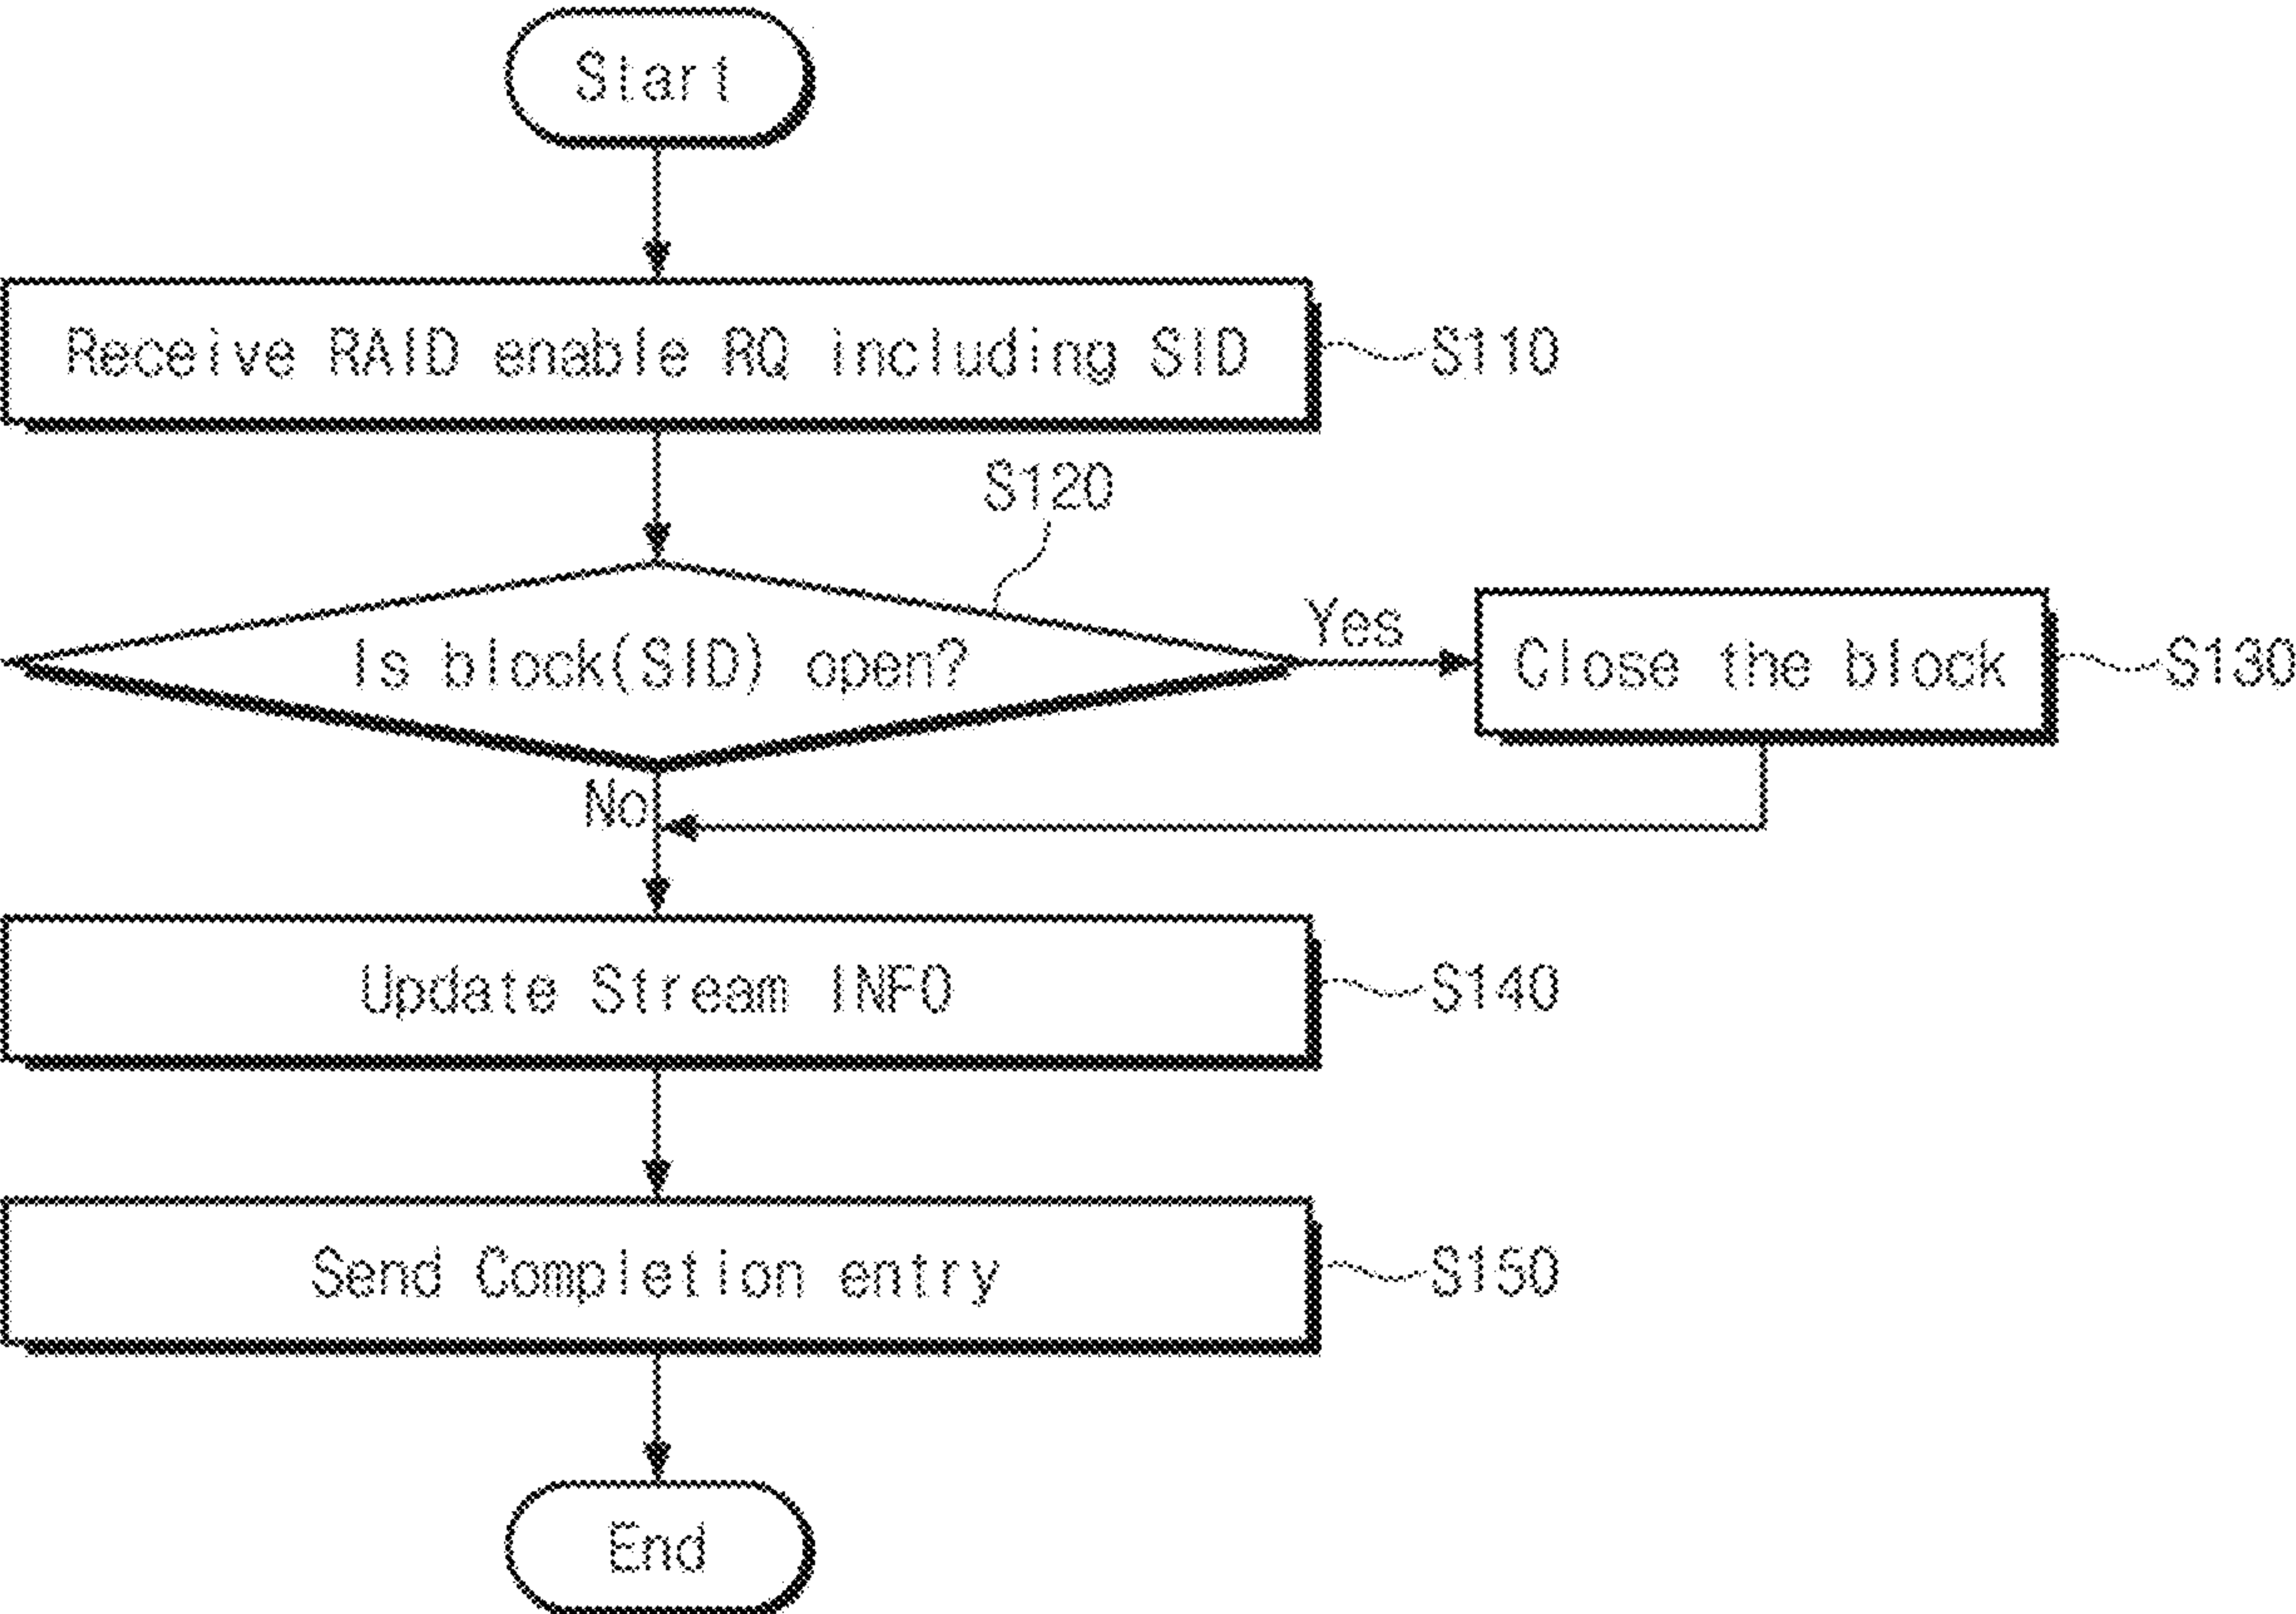 Start
Receive RAID enable RQ including SID
S110
S120
Is block(SID) open?
Yes
Close the block
S130
No
Update Stream INFO
S140
Send Completion entry
S150
End